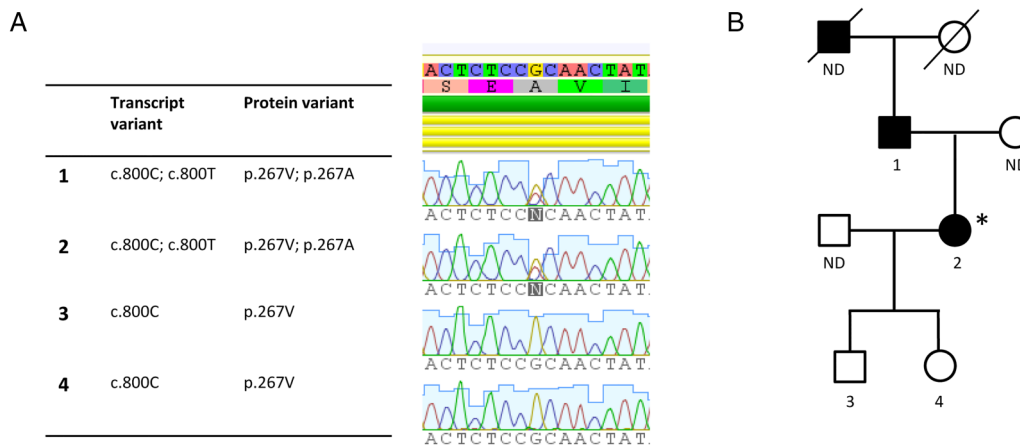 A
Transcript variant Protein variant
1 c.800C; c.800T p.267V; p.267A
2 c.800C; c.800T p.267V; p.267A
3 c.800C p.267V
4 c.800C p.267V
ACTCTCCGCAACTAT
S E A V I
ACTCTCCNCAACTAT.
ACTCTCCNCAACTAT.
ACTCTCCGCAACTAT.
ACTCTCCGCAACTAT.
B
ND ND
1 ND
ND 2 *
3 4